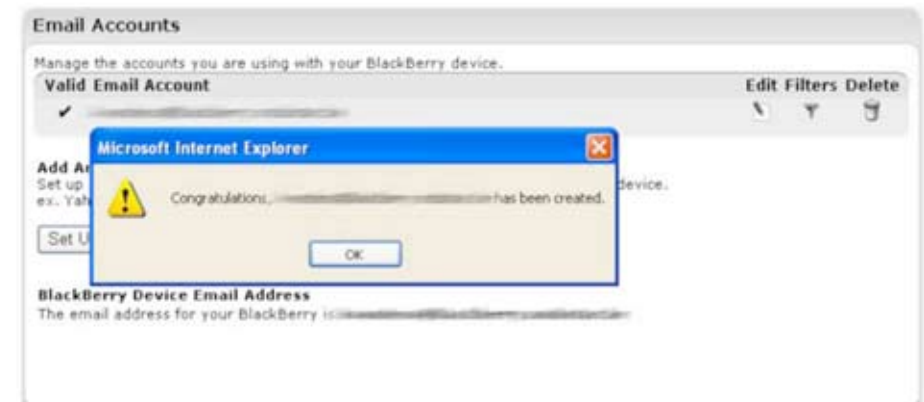 Email Accounts
Manage the accounts you are using with your BlackBerry device.
Valid Email Account Edit Filters Delete
Microsoft Internet Explorer
Add
Set up device.
ex.
Congratulations, has been created.
Set
OK
BlackBerry Device Email Address
The email address for your BlackBerry is